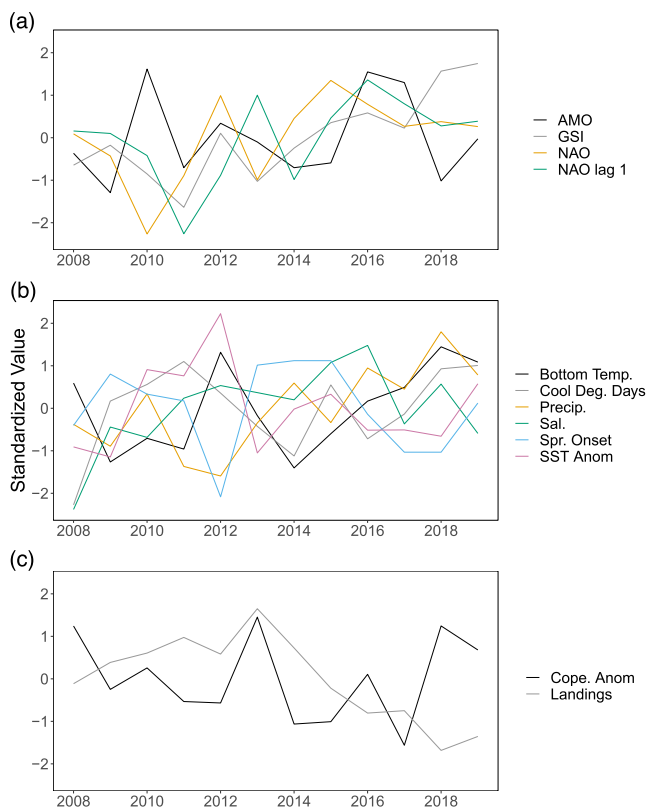 (a)
2
1
0
−1
−2
2008 2010 2012 2014 2016 2018
AMO
GSI
NAO
NAO lag 1
(b)
Standardized Value
2
1
0
−1
−2
2008 2010 2012 2014 2016 2018
Bottom Temp.
Cool Deg. Days
Precip.
Sal.
Spr. Onset
SST Anom
(c)
2
1
0
−1
−2
2008 2010 2012 2014 2016 2018
Cope. Anom
Landings